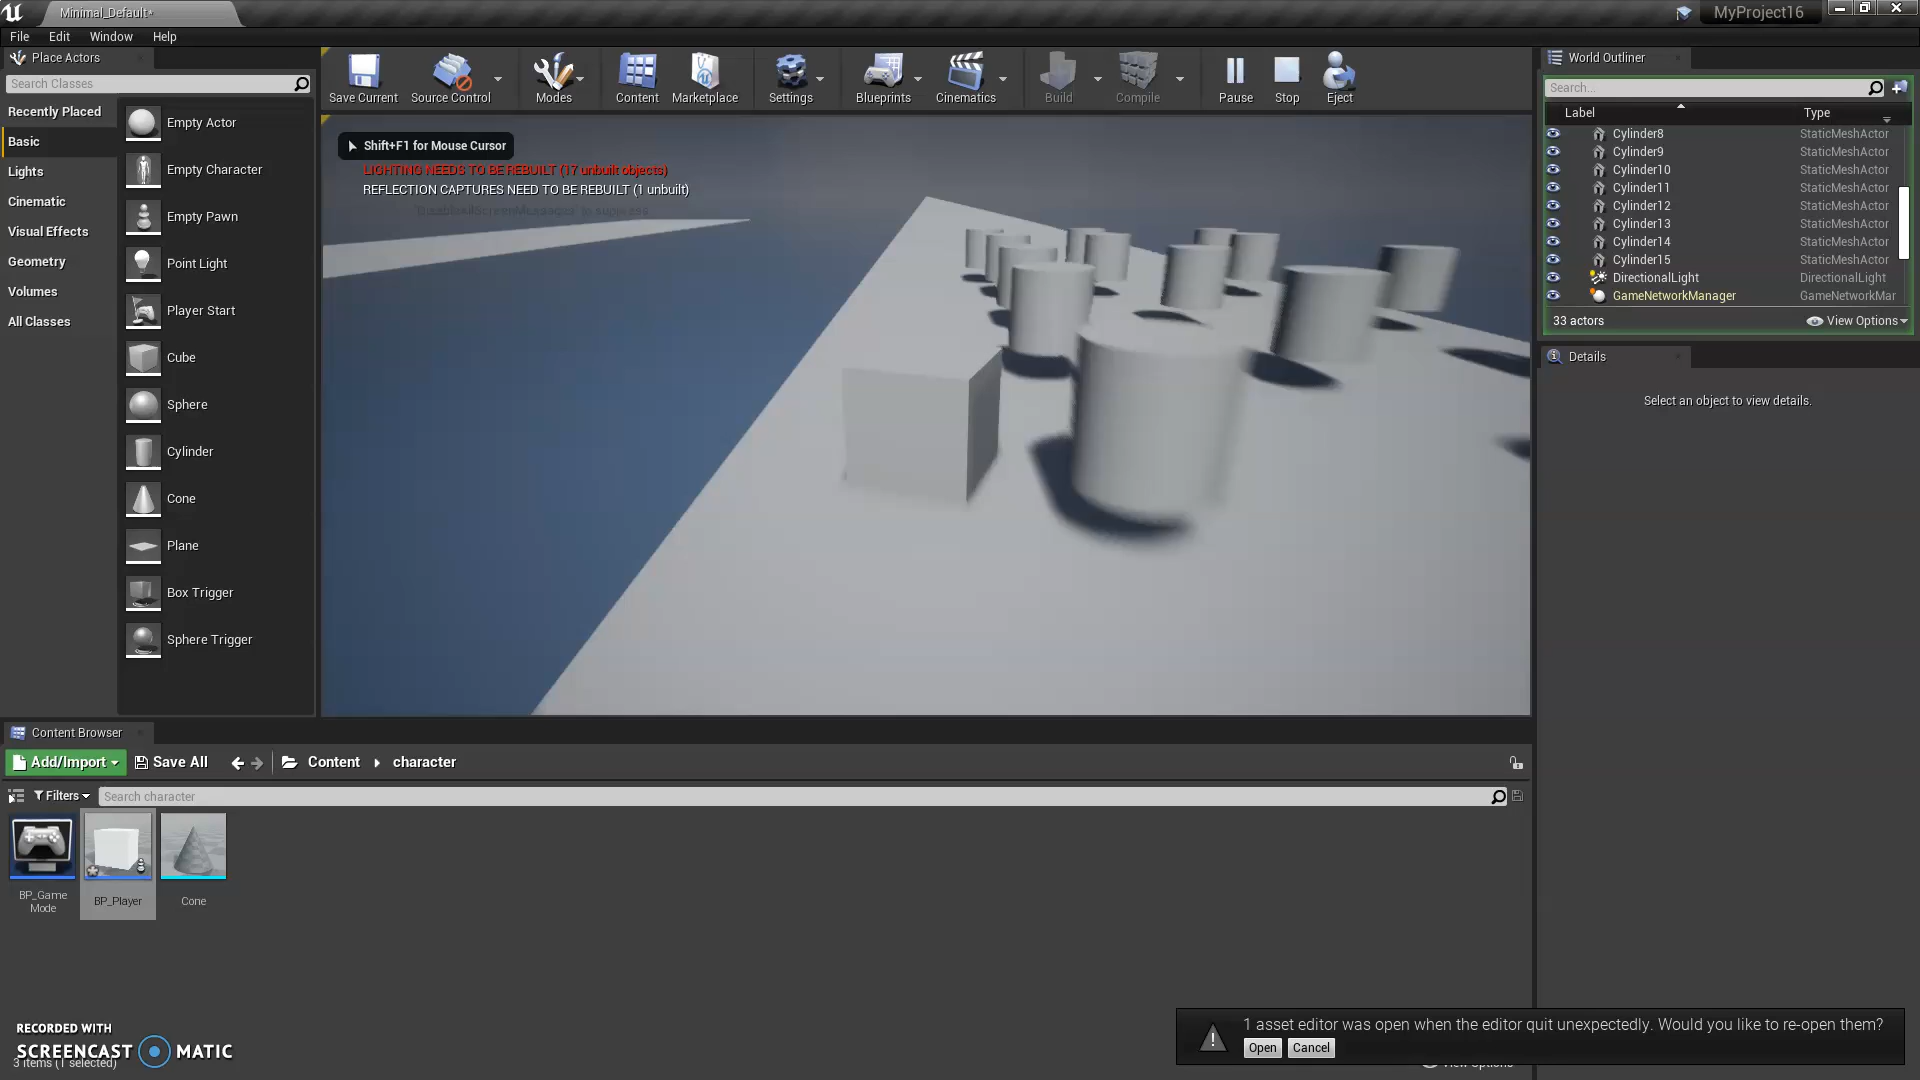 Minimal_Default*
MyProject16
File Edit Window Help
Place Actors
Search Classes
Recently Placed
Basic
Lights
Cinematic
Visual Effects
Geometry
Volumes
All Classes
Empty Actor
Empty Character
Empty Pawn
Point Light
Player Start
Cube
Sphere
Cylinder
Cone
Plane
Box Trigger
Sphere Trigger
Save Current
Source Control
Modes
Content
Marketplace
Settings
Blueprints
Cinematics
Build
Compile
Pause
Stop
Eject
Shift+F1 for Mouse Cursor
LIGHTING NEEDS TO BE REBUILT (17 unbuilt objects)
REFLECTION CAPTURES NEED TO BE REBUILT (1 unbuilt)
'DisableAllScreenMessages' to suppress
World Outliner
Search...
Label Type
Cylinder8 StaticMeshActor
Cylinder9 StaticMeshActor
Cylinder10 StaticMeshActor
Cylinder11 StaticMeshActor
Cylinder12 StaticMeshActor
Cylinder13 StaticMeshActor
Cylinder14 StaticMeshActor
Cylinder15 StaticMeshActor
DirectionalLight DirectionalLight
GameNetworkManager GameNetworkMar
33 actors View Options
Details
Select an object to view details.
Content Browser
Add/Import Save All Content character
Filters Search character
BP_Game
Mode
BP_Player
Cone
RECORDED WITH
SCREENCAST MATIC
3 items (1 selected)
1 asset editor was open when the editor quit unexpectedly. Would you like to re-open them?
Open Cancel
View Options